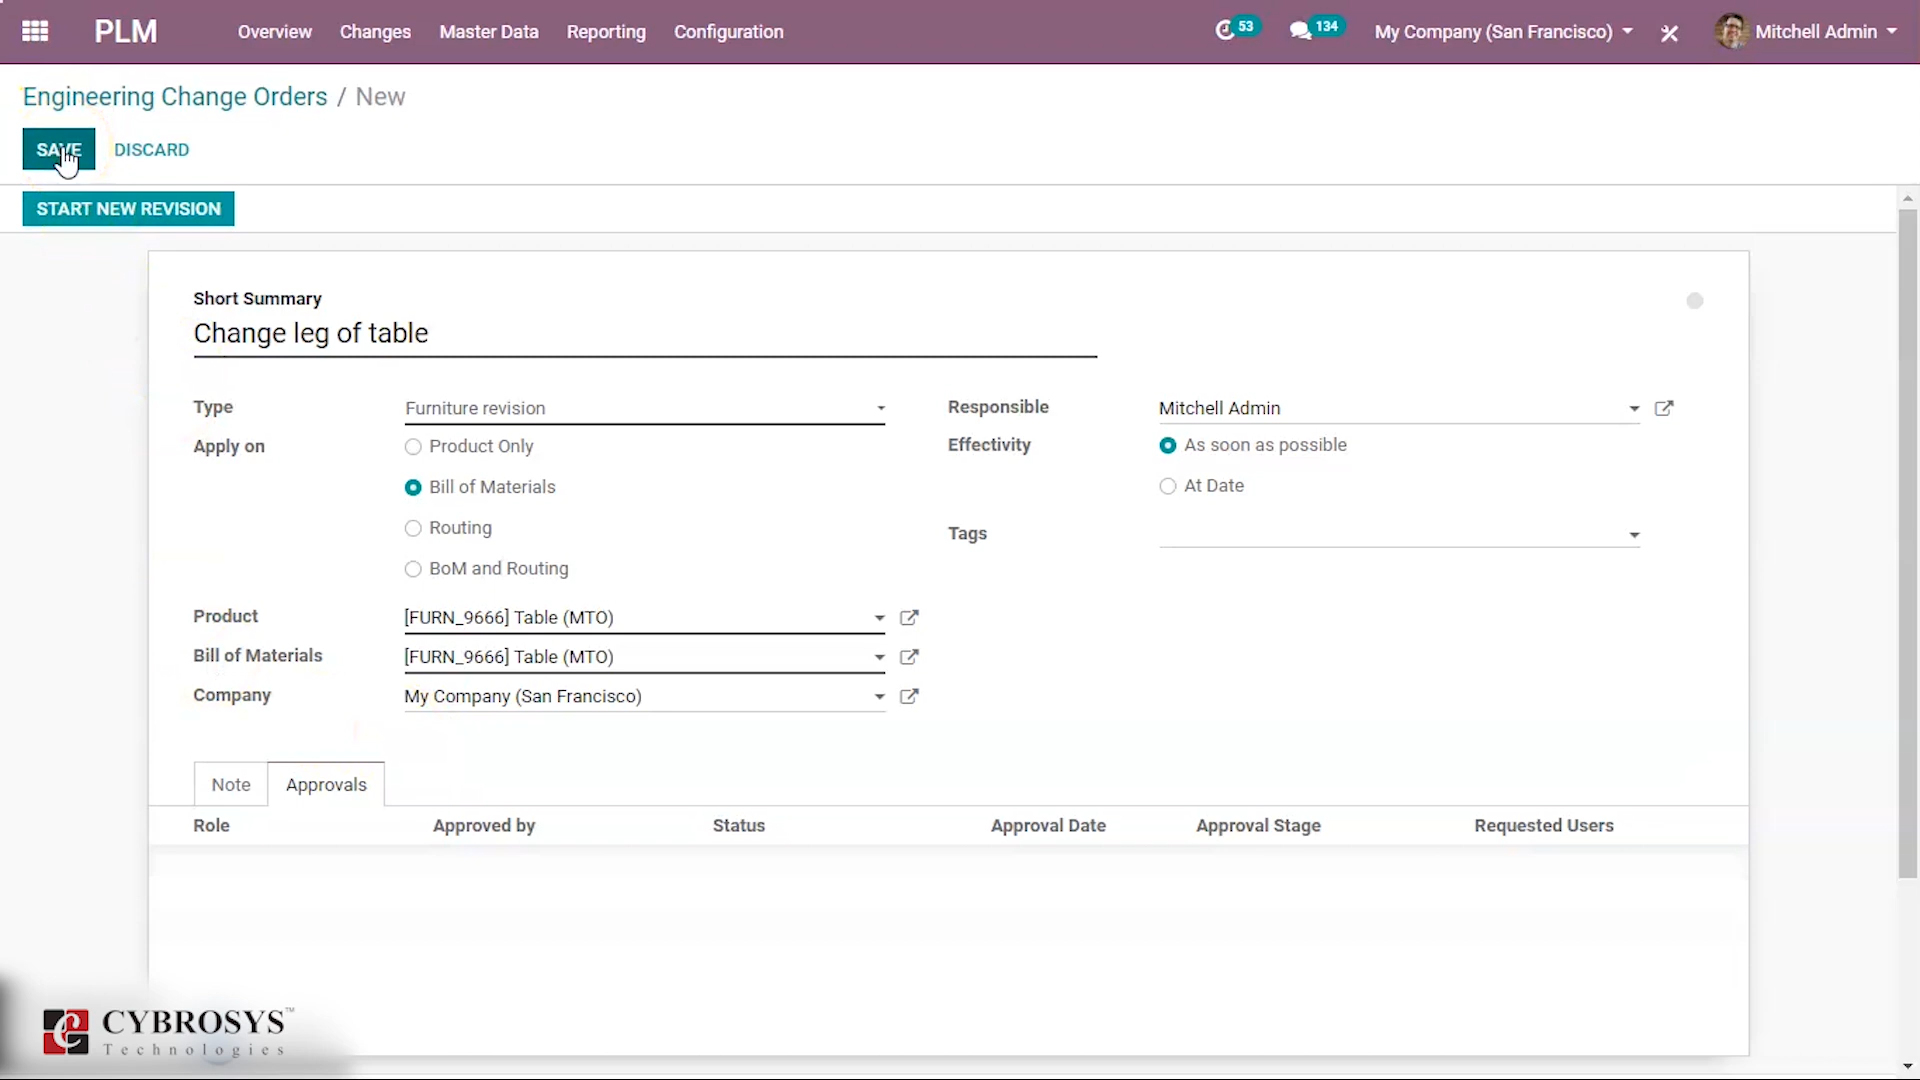 PLM Overview Changes Master Data Reporting Configuration 53 134 My Company (San Francisco) Mitchell Admin
Engineering Change Orders / New
SAVE DISCARD
START NEW REVISION
Short Summary
Change leg of table
Type Furniture revision Responsible Mitchell Admin
Apply on Product Only Effectivity As soon as possible
Bill of Materials At Date
Routing Tags
BoM and Routing
Product [FURN_9666] Table (MTO)
Bill of Materials [FURN_9666] Table (MTO)
Company My Company (San Francisco)
Note Approvals
Role Approved by Status Approval Date Approval Stage Requested Users
CYBROSYS™
Technologies